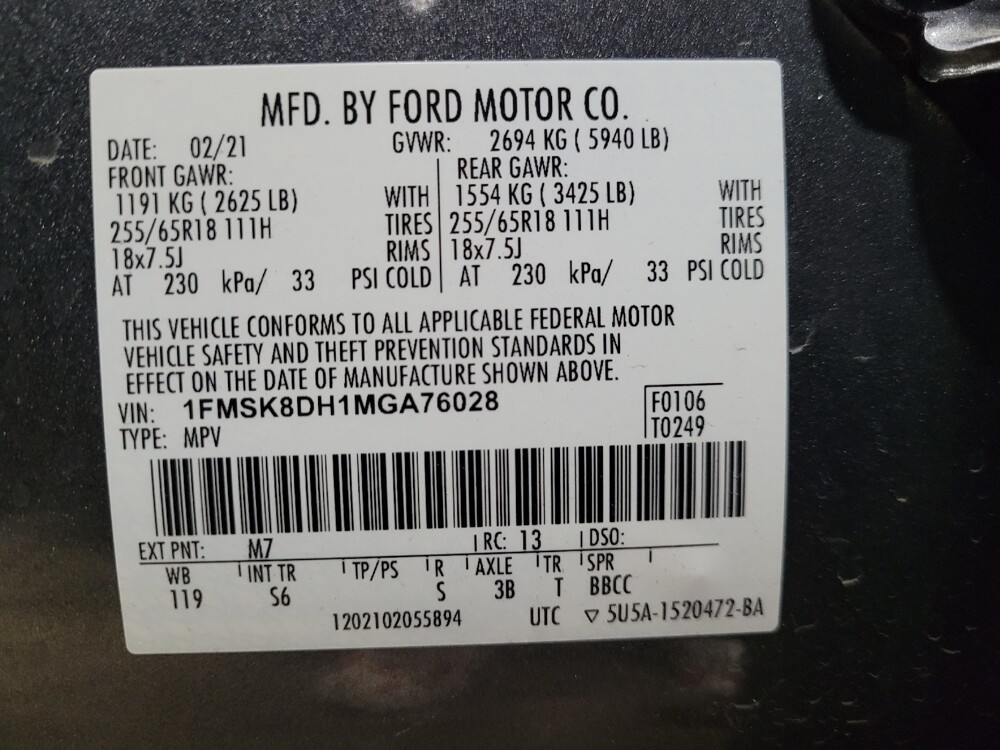 MFD. BY FORD MOTOR CO.
DATE: 02/21 GVWR: 2694 KG ( 5940 LB)
FRONT GAWR: REAR GAWR:
1191 KG ( 2625 LB) WITH 1554 KG ( 3425 LB) WITH
255/65R18 111H TIRES 255/65R18 111H TIRES
18x7.5J RIMS 18x7.5J RIMS
AT 230 kPa/ 33 PSI COLD AT 230 kPa/ 33 PSI COLD
THIS VEHICLE CONFORMS TO ALL APPLICABLE FEDERAL MOTOR
VEHICLE SAFETY AND THEFT PREVENTION STANDARDS IN
EFFECT ON THE DATE OF MANUFACTURE SHOWN ABOVE.
VIN: 1FMSK8DH1MGA76028 F0106
TYPE: MPV T0249
EXT PNT: M7 RC: 13 DSO:
WB INT TR TP/PS R AXLE TR SPR
119 S6 S 3B T BBCC
1202102055894 UTC ▽ 5U5A-1520472-BA